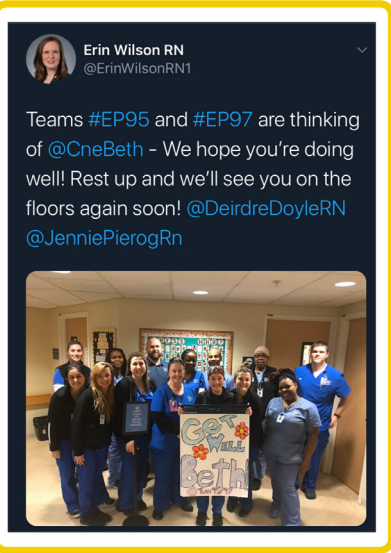 Erin Wilson RN
@ErinWilsonRN1
Teams #EP95 and #EP97 are thinking
of @CneBeth - We hope you're doing
well! Rest up and we'll see you on the
floors again soon! @DeirdreDoyleRN
@JenniePierogRn
GET
WELL
Beth